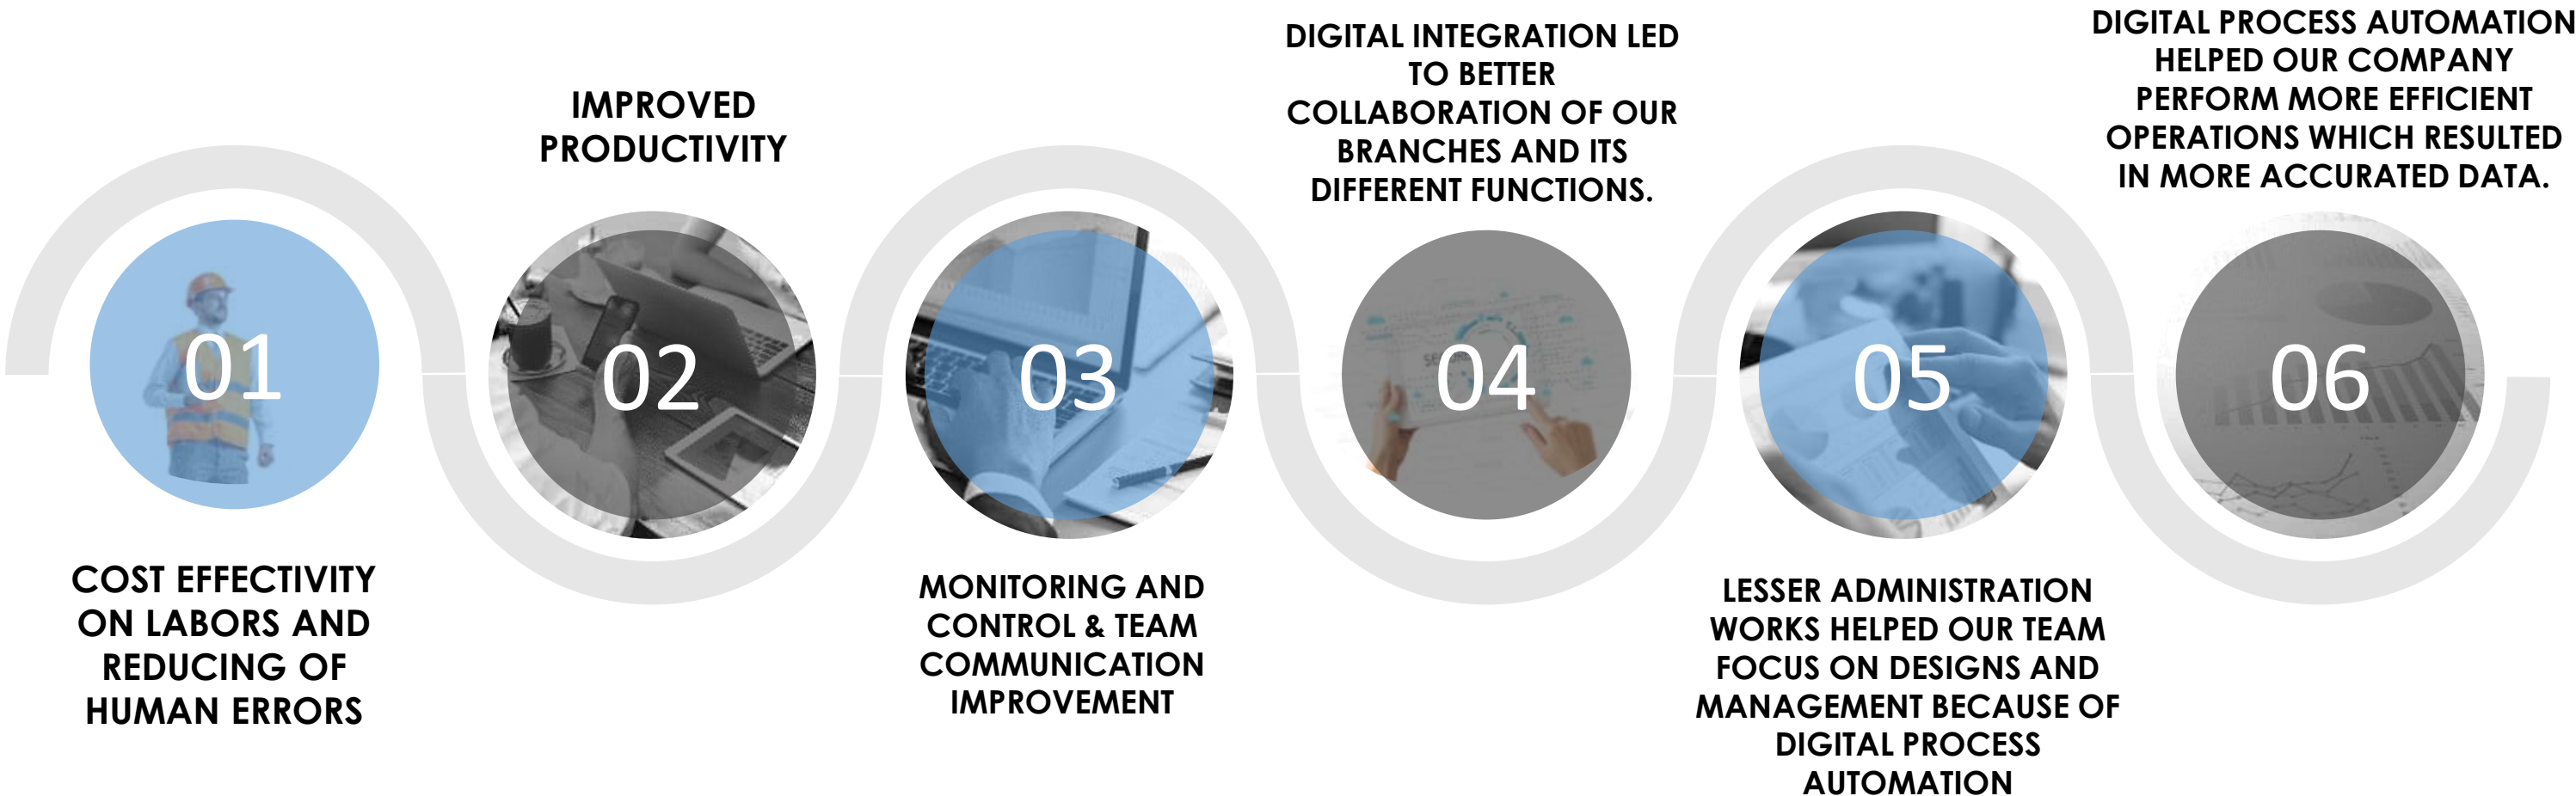 01
COST EFFECTIVITY
ON LABORS AND
REDUCING OF
HUMAN ERRORS
IMPROVED
PRODUCTIVITY
02
03
MONITORING AND
CONTROL & TEAM
COMMUNICATION
IMPROVEMENT
DIGITAL INTEGRATION LED
TO BETTER
COLLABORATION OF OUR
BRANCHES AND ITS
DIFFERENT FUNCTIONS.
04
05
LESSER ADMINISTRATION
WORKS HELPED OUR TEAM
FOCUS ON DESIGNS AND
MANAGEMENT BECAUSE OF
DIGITAL PROCESS
AUTOMATION
DIGITAL PROCESS AUTOMATION
HELPED OUR COMPANY
PERFORM MORE EFFICIENT
OPERATIONS WHICH RESULTED
IN MORE ACCURATED DATA.
06